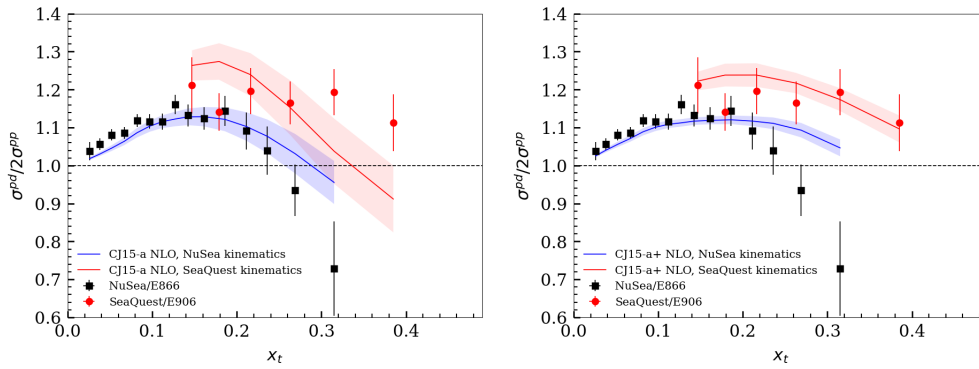 1.4
1.3
1.2
1.1
1.0
0.9
0.8
0.7
0.6
σ^{pd}/2σ^{pp}
CJ15-a NLO, NuSea kinematics
CJ15-a NLO, SeaQuest kinematics
NuSea/E866
SeaQuest/E906
0.0 0.1 0.2 0.3 0.4
x_t
1.4
1.3
1.2
1.1
1.0
0.9
0.8
0.7
0.6
σ^{pd}/2σ^{pp}
CJ15-a+ NLO, NuSea kinematics
CJ15-a+ NLO, SeaQuest kinematics
NuSea/E866
SeaQuest/E906
0.0 0.1 0.2 0.3 0.4
x_t